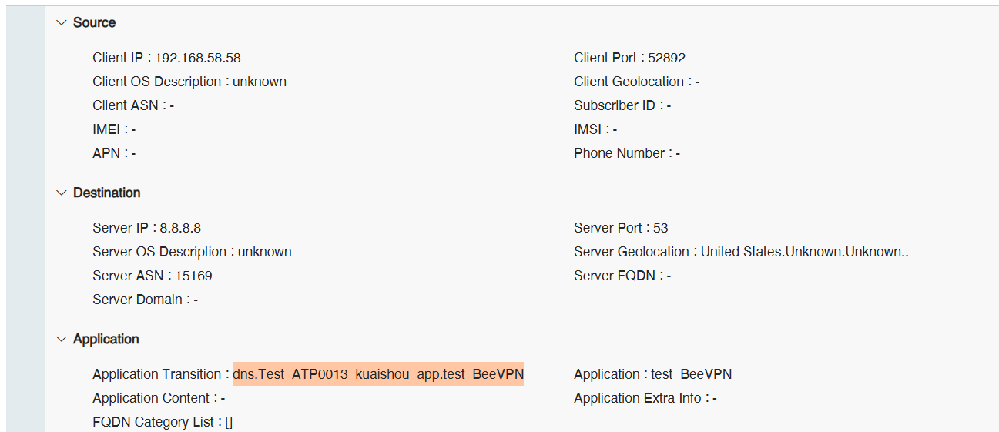 Source
Client IP : 192.168.58.58
Client Port : 52892
Client OS Description : unknown
Client Geolocation : -
Client ASN : -
Subscriber ID : -
IMEI : -
IMSI : -
APN : -
Phone Number : -
Destination
Server IP : 8.8.8.8
Server Port : 53
Server OS Description : unknown
Server Geolocation : United States.Unknown.Unknown..
Server ASN : 15169
Server FQDN : -
Server Domain : -
Application
Application Transition : dns.Test_ATP0013_kuaishou_app.test_BeeVPN
Application : test_BeeVPN
Application Content : -
Application Extra Info : -
FQDN Category List : []